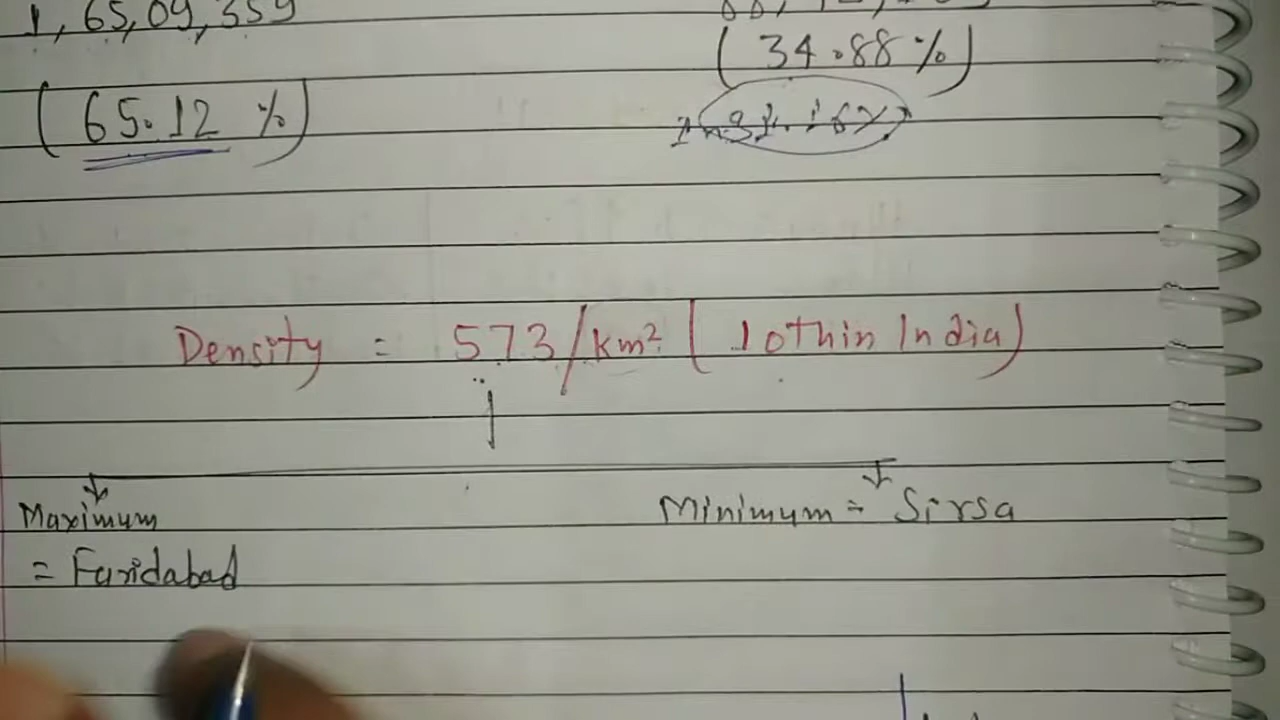 1,65,09,359
(34.88%)
(65.12 %)
Density = 573/km² ( 10th in India)
Maximum
= Faridabad
Minimum = Sirsa